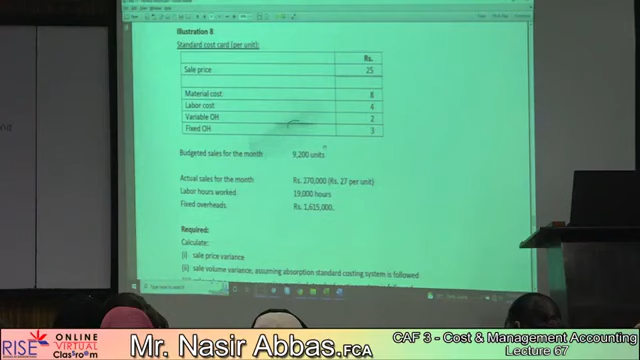 Illustration 8
Standard cost card (per unit):
Rs.
Sale price 25
Material cost 8
Labor cost 4
Variable OH 2
Fixed OH 3
Budgeted sales for the month 9,200 units
Actual sales for the month Rs. 270,000 (Rs. 27 per unit)
Labor hours worked 19,000 hours
Fixed overheads. Rs. 1,615,000.
Required:
Calculate:
(i) sale price variance
(ii) sale volume variance, assuming absorption standard costing system is followed
Type here to search
RISE
ONLINE
VIRTUAL
Classroom
Mr. Nasir Abbas.FCA
CAF 3 - Cost & Management Accounting
Lecture 67